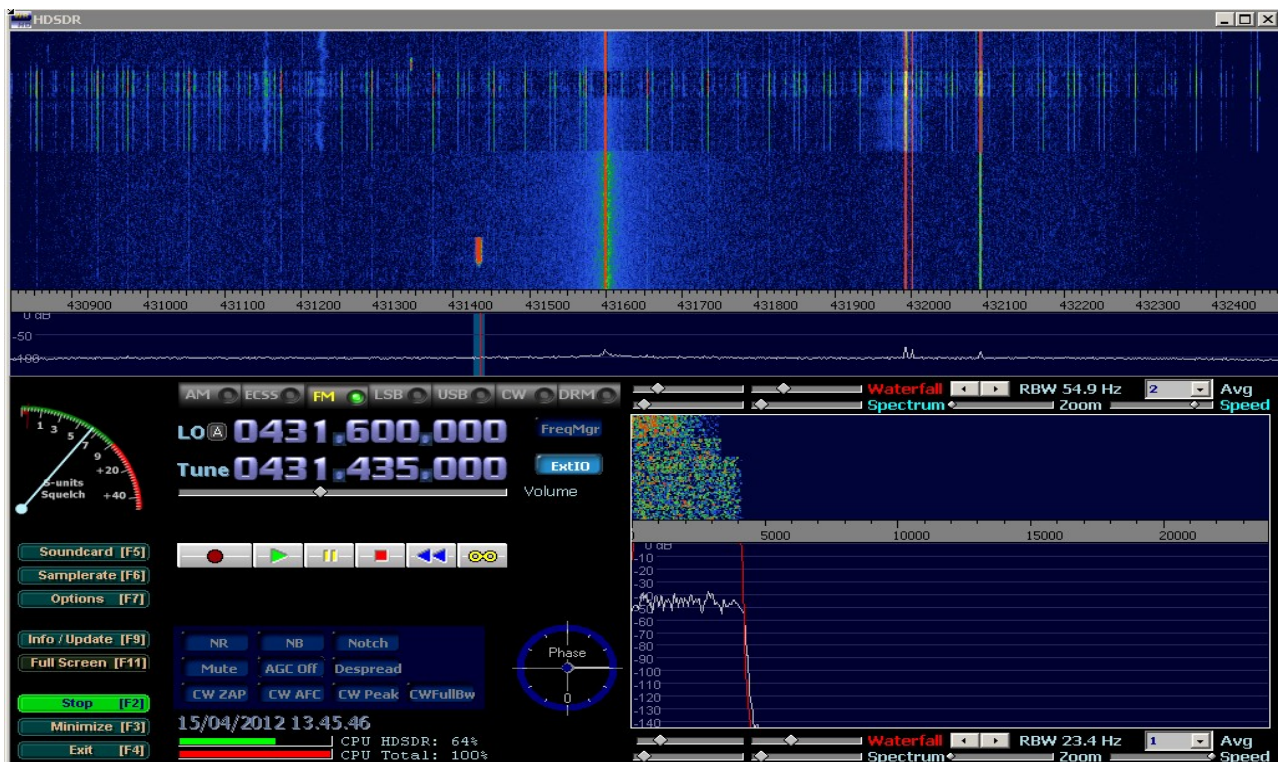 HDSDR
430900 431000 431100 431200 431300 431400 431500 431600 431700 431800 431900 432000 432100 432200 432300 432400
0 dB
-50
-100
AM ECSS FM LSB USB CW DRM
LO A 0431.600.000 FreqMgr
Tune 0431.435.000 ExtIO
Volume
1 3 5 7 9 +20 +40
S-units
Squelch
Soundcard [F5]
Samplerate [F6]
Options [F7]
Info / Update [F9]
Full Screen [F11]
Stop [F2]
Minimize [F3]
Exit [F4]
NR NB Notch
Mute AGC Off Despread
CW ZAP CW AFC CW Peak CWFullBw
15/04/2012 13.45.46
CPU HDSDR: 64%
CPU Total: 100%
Phase
0
Waterfall RBW 54.9 Hz 2 Avg
Spectrum Zoom Speed
5000 10000 15000 20000
0 dB
-10
-20
-30
-50
-60
-70
-80
-90
-100
-110
-120
-130
-140
Waterfall RBW 23.4 Hz 1 Avg
Spectrum Zoom Speed